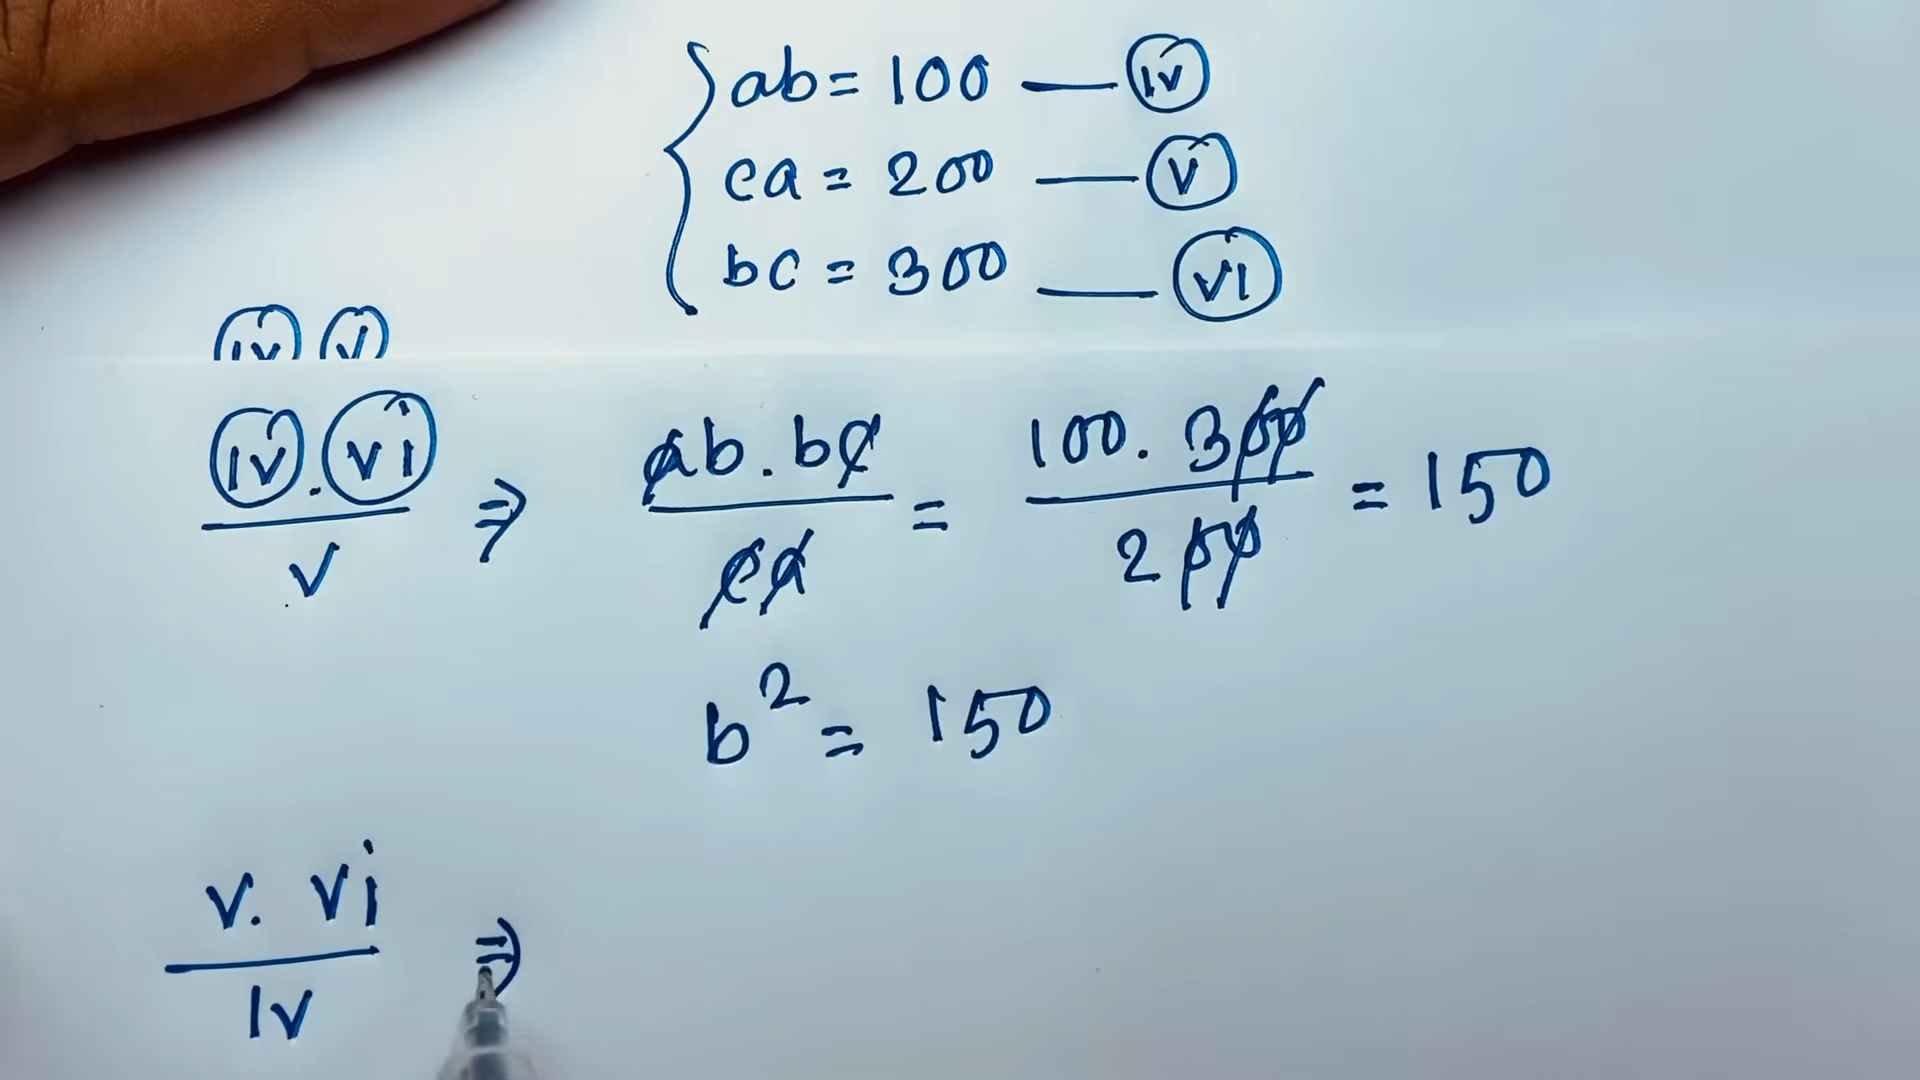 ab = 100 — iv
ca = 200 — v
bc = 300 — vi
iv v
iv . vi / v ⇒ ab . bc / ca = 100 . 300 / 200 = 150
b² = 150
v . vi / iv ⇒